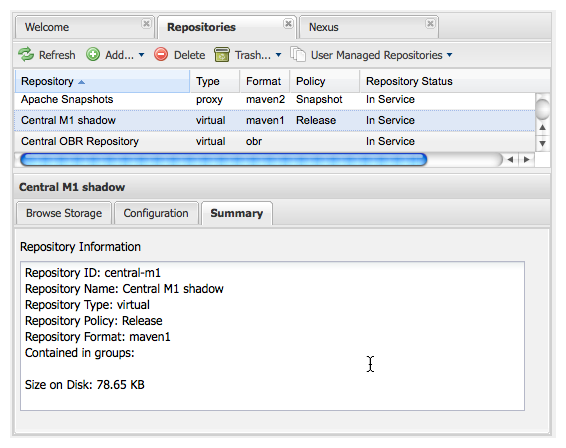 Welcome Repositories Nexus
Refresh Add... Delete Trash... User Managed Repositories
Repository Type Format Policy Repository Status
Apache Snapshots proxy maven2 Snapshot In Service
Central M1 shadow virtual maven1 Release In Service
Central OBR Repository virtual obr In Service
Central M1 shadow
Browse Storage Configuration Summary
Repository Information
Repository ID: central-m1
Repository Name: Central M1 shadow
Repository Type: virtual
Repository Policy: Release
Repository Format: maven1
Contained in groups:
Size on Disk: 78.65 KB